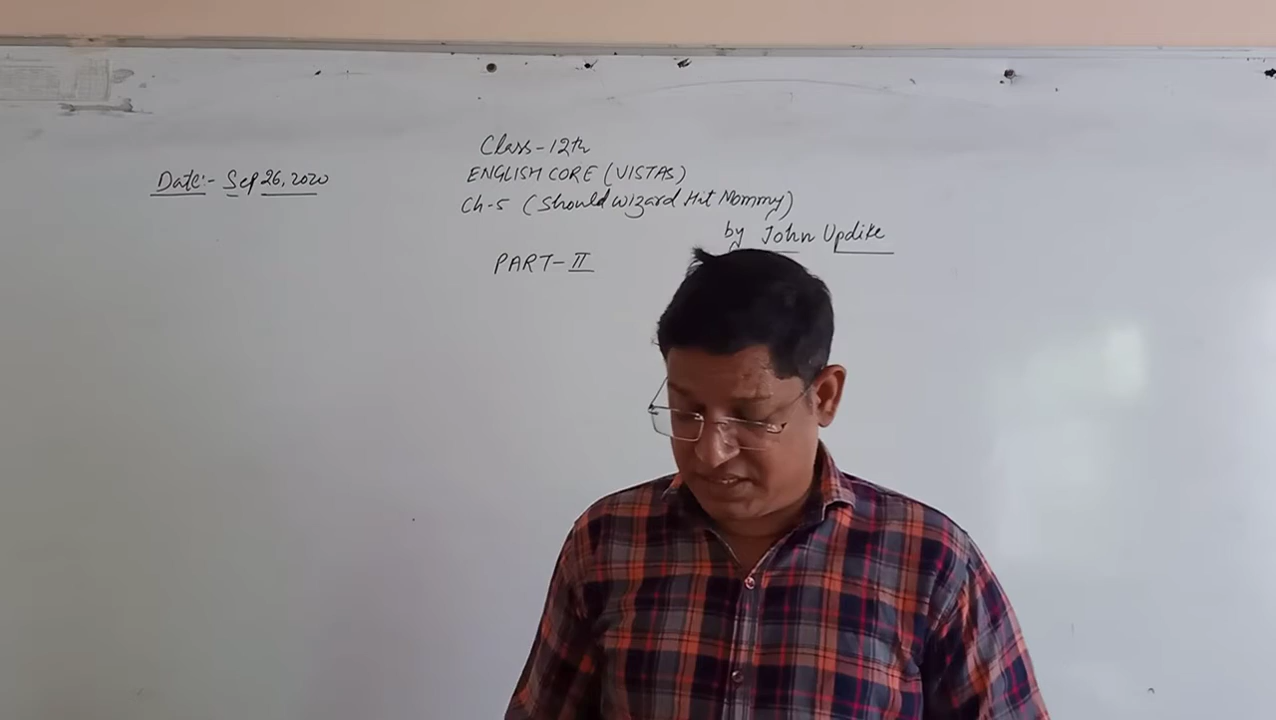 Date:- Sep 26, 2020
Class-12th
ENGLISH CORE (VISTAS)
Ch-5 (Should Wizard Hit Mommy)
by John Updike
PART-II